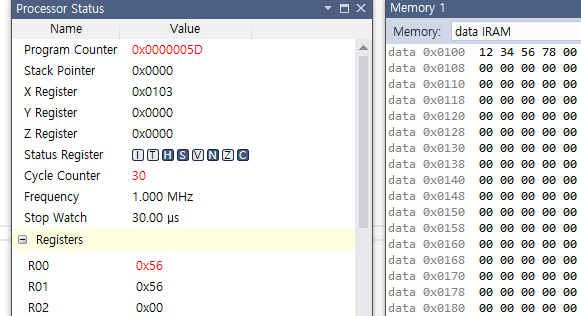 Processor Status
Name Value
Program Counter 0x0000005D
Stack Pointer 0x0000
X Register 0x0103
Y Register 0x0000
Z Register 0x0000
Status Register I T H S V N Z C
Cycle Counter 30
Frequency 1.000 MHz
Stop Watch 30.00 µs
Registers
R00 0x56
R01 0x56
R02 0x00
Memory 1
Memory: data IRAM
data 0x0100 12 34 56 78 00
data 0x0108 00 00 00 00 00
data 0x0110 00 00 00 00 00
data 0x0118 00 00 00 00 00
data 0x0120 00 00 00 00 00
data 0x0128 00 00 00 00 00
data 0x0130 00 00 00 00 00
data 0x0138 00 00 00 00 00
data 0x0140 00 00 00 00 00
data 0x0148 00 00 00 00 00
data 0x0150 00 00 00 00 00
data 0x0158 00 00 00 00 00
data 0x0160 00 00 00 00 00
data 0x0168 00 00 00 00 00
data 0x0170 00 00 00 00 00
data 0x0178 00 00 00 00 00
data 0x0180 00 00 00 00 00